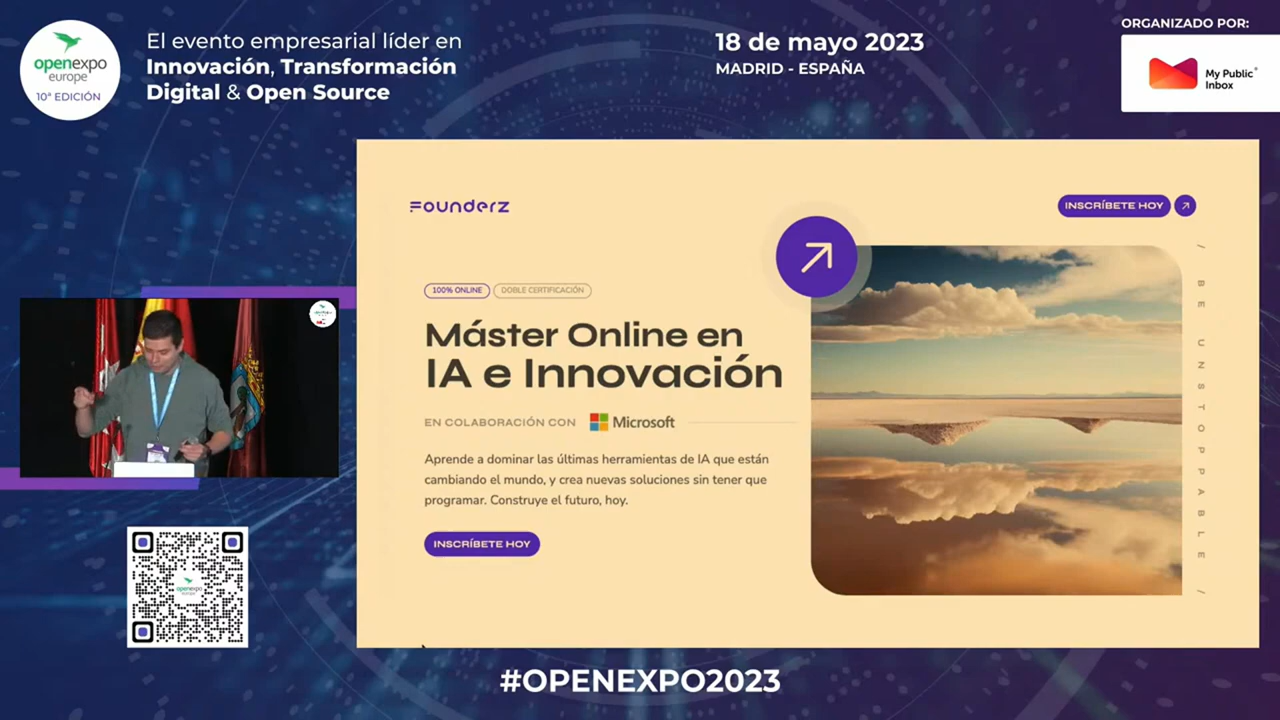 openexpo
europe
10ª EDICIÓN
El evento empresarial líder en
Innovación, Transformación
Digital & Open Source
18 de mayo 2023
MADRID - ESPAÑA
ORGANIZADO POR:
My Public
Inbox
FOUNDERZ
INSCRÍBETE HOY
100% ONLINE
DOBLE CERTIFICACIÓN
Máster Online en
IA e Innovación
EN COLABORACIÓN CON Microsoft
Aprende a dominar las últimas herramientas de IA que están
cambiando el mundo, y crea nuevas soluciones sin tener que
programar. Construye el futuro, hoy.
INSCRÍBETE HOY
/ BE UNSTOPPABLE /
openexpo
europe
#OPENEXPO2023